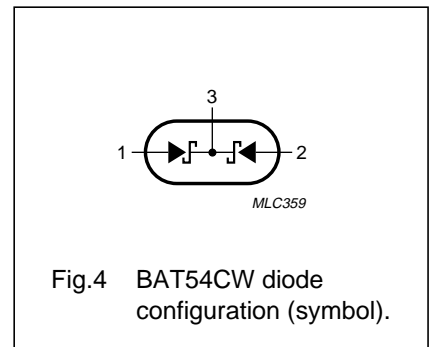 3
1
2
MLC359
Fig.4 BAT54CW diode
configuration (symbol).